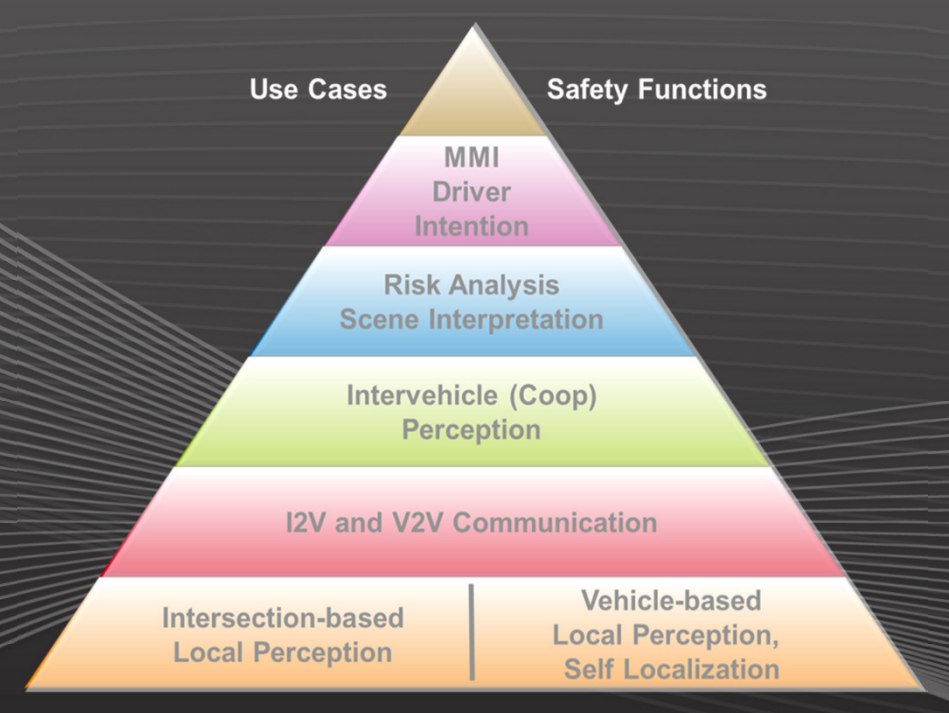 Use Cases
Safety Functions
MMI
Driver
Intention
Risk Analysis
Scene Interpretation
Intervehicle (Coop)
Perception
I2V and V2V Communication
Intersection-based
Local Perception
Vehicle-based
Local Perception,
Self Localization